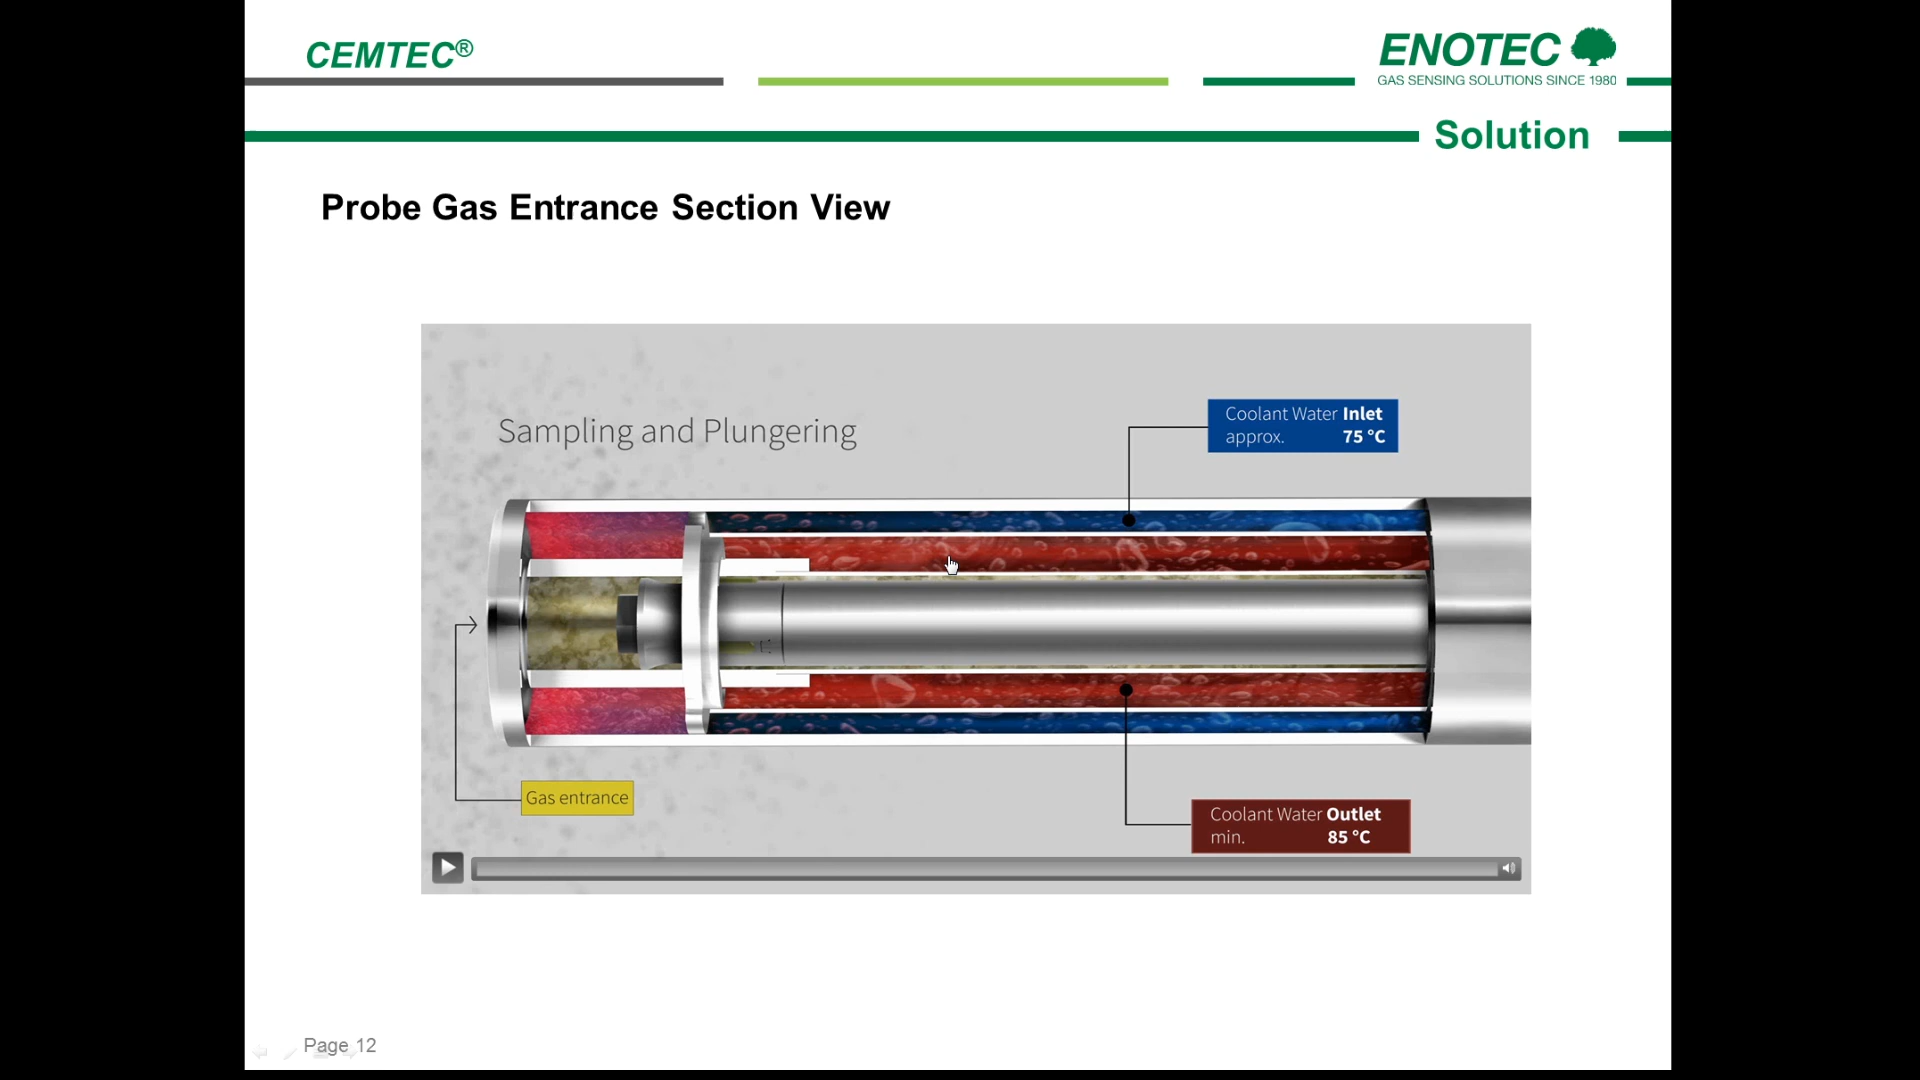 CEMTEC®
ENOTEC
GAS SENSING SOLUTIONS SINCE 1980
Solution
Probe Gas Entrance Section View
Sampling and Plungering
Coolant Water Inlet
approx. 75 °C
Gas entrance
Coolant Water Outlet
min. 85 °C
Page 12